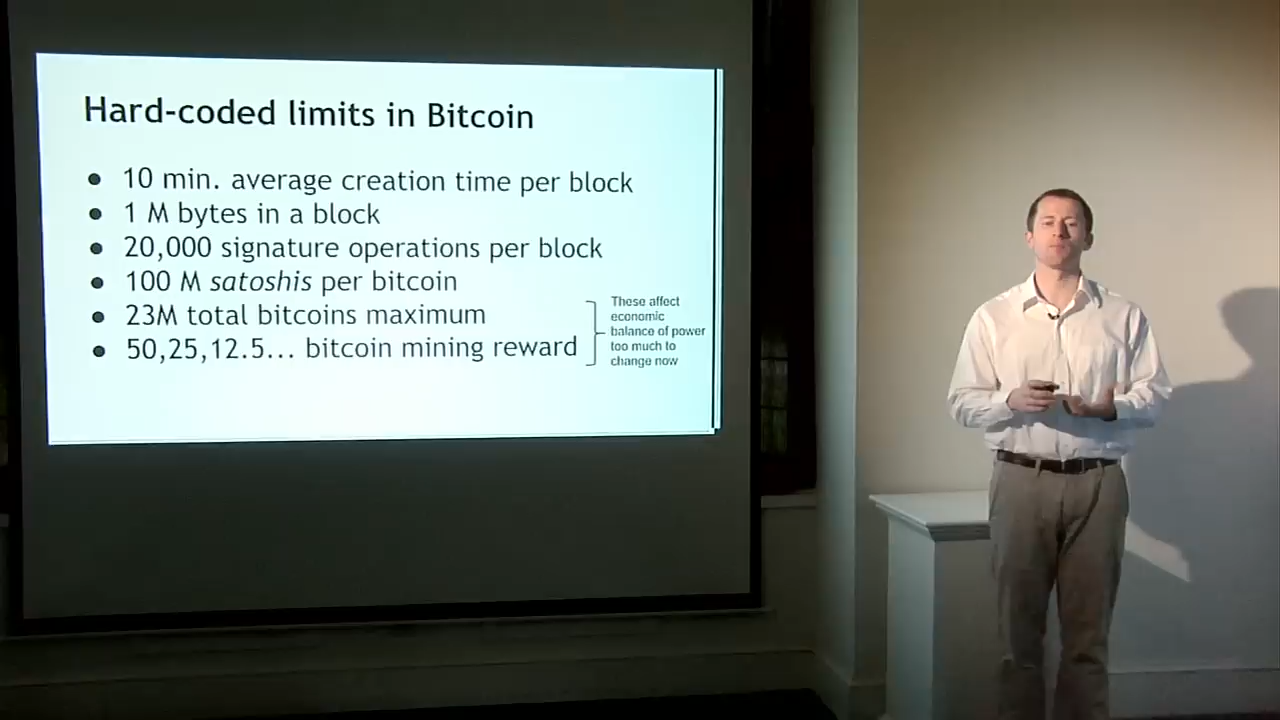 Hard-coded limits in Bitcoin
● 10 min. average creation time per block
● 1 M bytes in a block
● 20,000 signature operations per block
● 100 M satoshis per bitcoin
● 23M total bitcoins maximum
● 50,25,12.5... bitcoin mining reward
These affect
economic
balance of power
too much to
change now